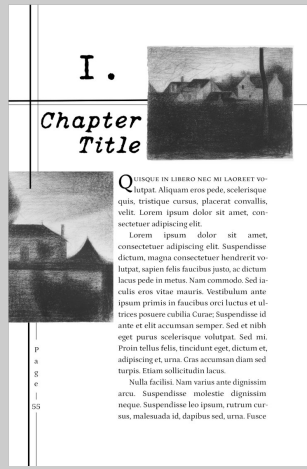 I.
Chapter
Title
QUISQUE IN LIBERO NEC MI LAOREET VO-
lutpat. Aliquam eros pede, scelerisque
quis, tristique cursus, placerat convallis,
velit. Lorem ipsum dolor sit amet, con-
sectetuer adipiscing elit.
Lorem ipsum dolor sit amet,
consectetuer adipiscing elit. Suspendisse
dictum, magna consectetuer hendrerit vo-
lutpat, sapien felis faucibus justo, ac dictum
lacus pede in metus. Nam commodo. Sed ia-
culis eros vitae mauris. Vestibulum ante
ipsum primis in faucibus orci luctus et ul-
trices posuere cubilia Curae; Suspendisse id
ante et elit accumsan semper. Sed et nibh
eget purus scelerisque volutpat. Sed mi.
Proin tellus felis, tincidunt eget, dictum et,
adipiscing et, urna. Cras accumsan diam sed
turpis. Etiam sollicitudin lacus.
Nulla facilisi. Nam varius ante dignissim
arcu. Suspendisse molestie dignissim
neque. Suspendisse leo ipsum, rutrum cur-
sus, malesuada id, dapibus sed, urna. Fusce
P
a
g
e
55